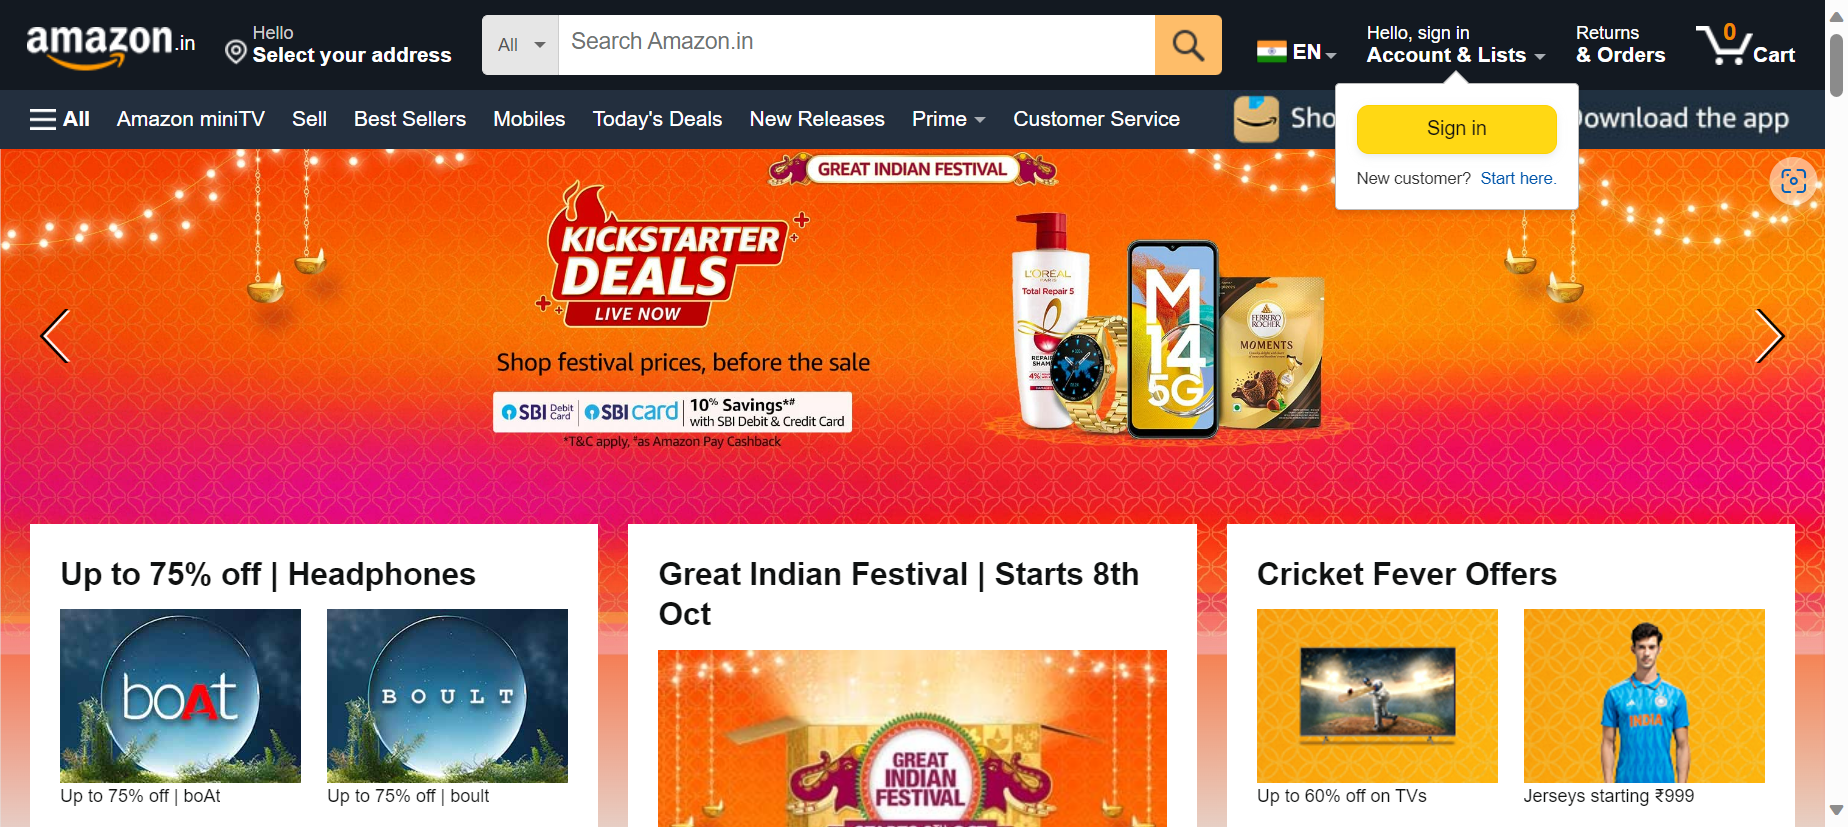 amazon.in
Hello
Select your address
All
Search Amazon.in
EN
Hello, sign in
Account & Lists
Returns
& Orders
0
Cart
All
Amazon miniTV
Sell
Best Sellers
Mobiles
Today's Deals
New Releases
Prime
Customer Service
Sho
ownload the app
Sign in
New customer? Start here.
GREAT INDIAN FESTIVAL
KICKSTARTER
DEALS
LIVE NOW
Shop festival prices, before the sale
SBI Debit Card
SBI card
10% Savings*#
with SBI Debit & Credit Card
*T&C apply, #as Amazon Pay Cashback
L'ORÉAL
PARIS
Total Repair 5
M
14
5G
FERRERO
ROCHER
MOMENTS
Up to 75% off | Headphones
boAt
BOULT
Up to 75% off | boAt
Up to 75% off | boult
Great Indian Festival | Starts 8th
Oct
GREAT
INDIAN
FESTIVAL
Cricket Fever Offers
INDIA
Up to 60% off on TVs
Jerseys starting ₹999